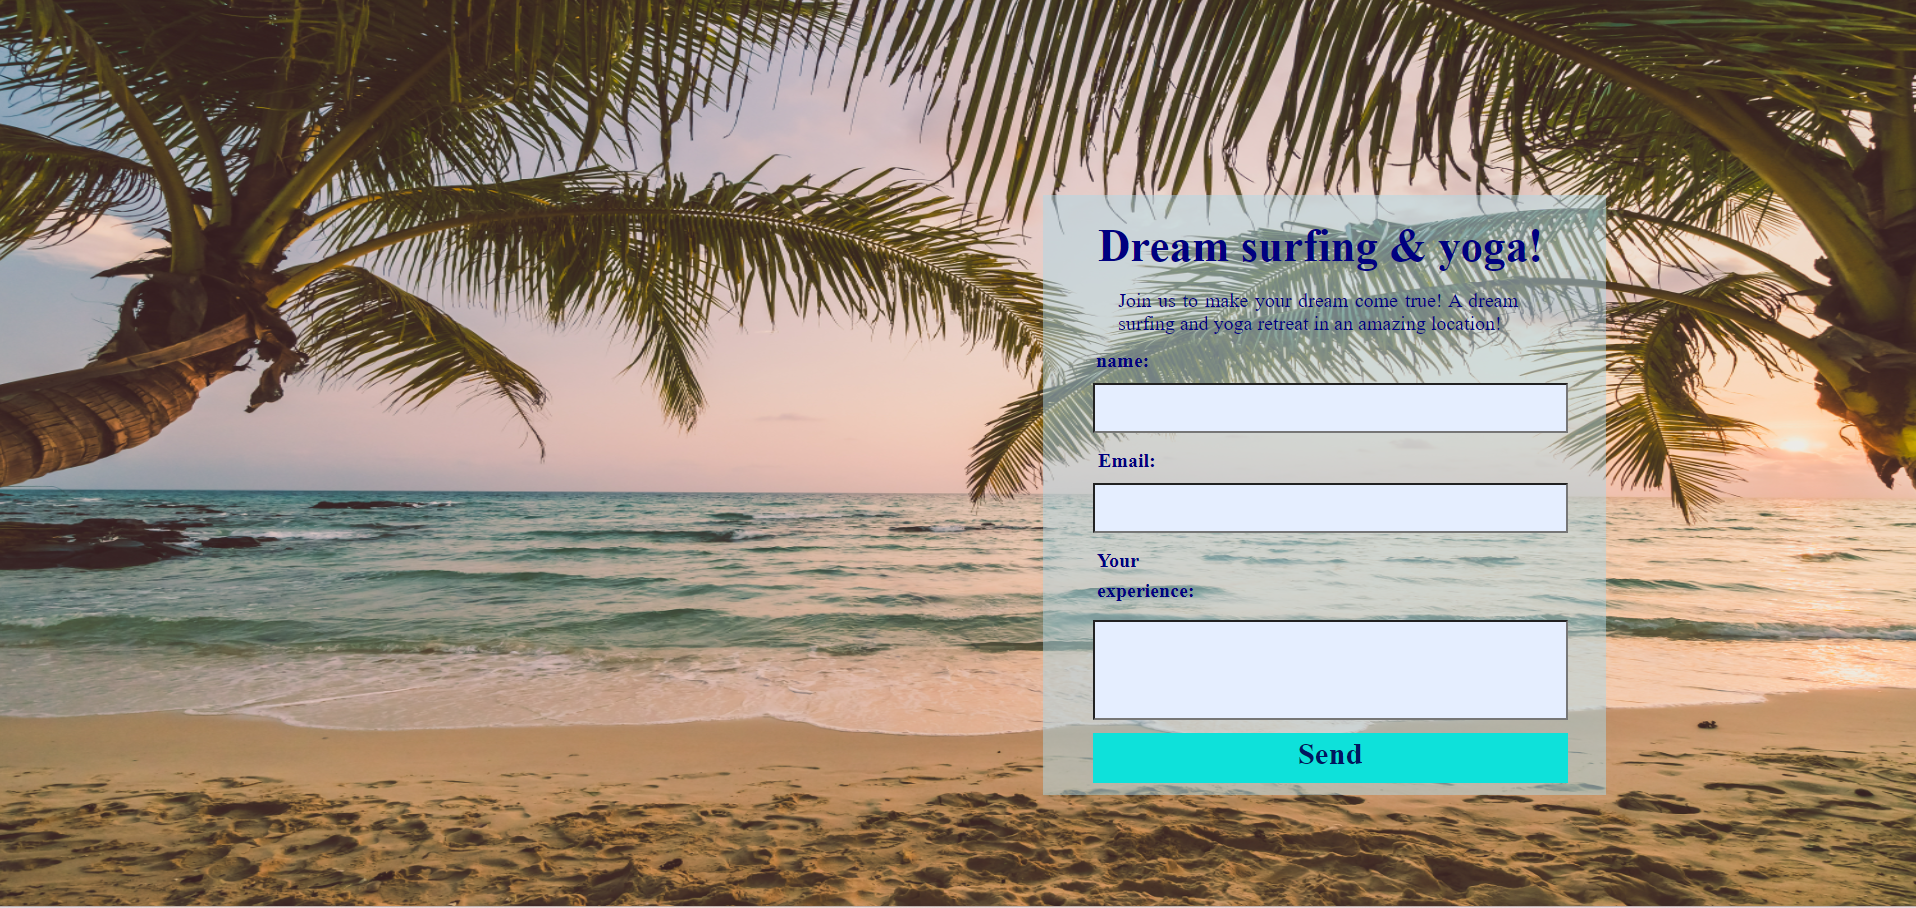 Dream surfing & yoga!
Join us to make your dream come true! A dream
surfing and yoga retreat in an amazing location!
name:
Email:
Your
experience:
Send